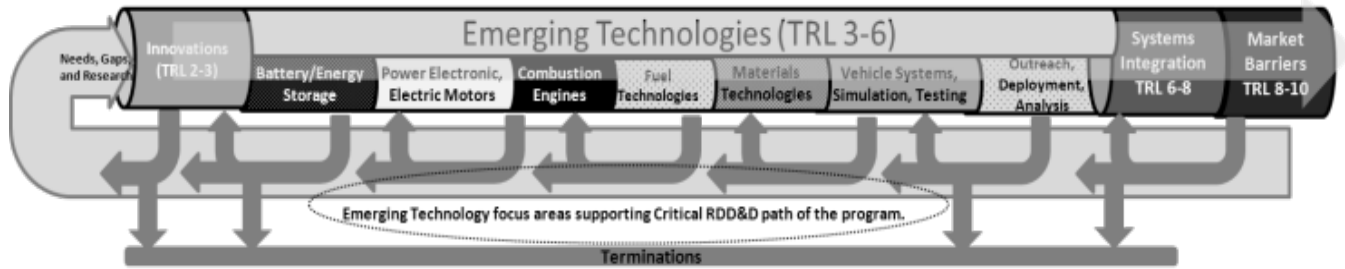 Emerging Technologies (TRL 3-6)
Needs, Gaps,
and Research
Innovations
(TRL 2-3)
Battery/Energy
Storage
Power Electronic,
Electric Motors
Combustion
Engines
Fuel
Technologies
Materials
Technologies
Vehicle Systems,
Simulation, Testing
Outreach,
Deployment,
Analysis
Systems
Integration
TRL 6-8
Market
Barriers
TRL 8-10
Emerging Technology focus areas supporting Critical RDD&D path of the program.
Terminations